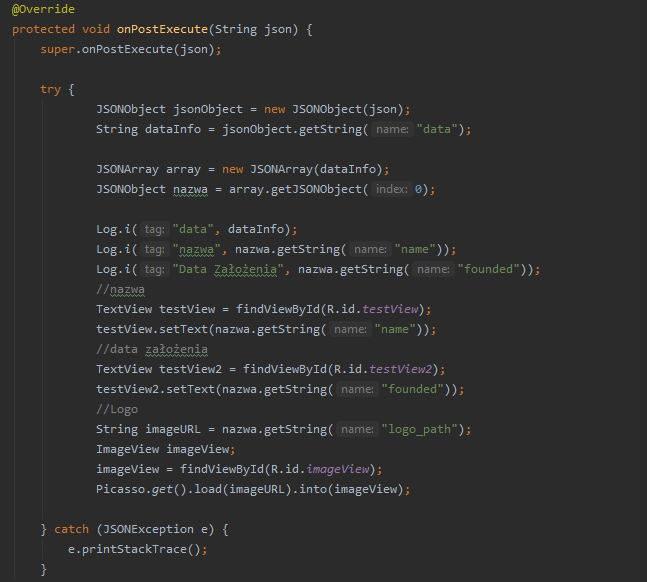 @Override
protected void onPostExecute(String json) {
super.onPostExecute(json);
try {
JSONObject jsonObject = new JSONObject(json);
String dataInfo = jsonObject.getString( name: "data");
JSONArray array = new JSONArray(dataInfo);
JSONObject nazwa = array.getJSONObject( index: 0);
Log.i( tag: "data", dataInfo);
Log.i( tag: "nazwa", nazwa.getString( name: "name"));
Log.i( tag: "Data Założenia", nazwa.getString( name: "founded"));
//nazwa
TextView testView = findViewById(R.id.testView);
testView.setText(nazwa.getString( name: "name"));
//data założenia
TextView testView2 = findViewById(R.id.testView2);
testView2.setText(nazwa.getString( name: "founded"));
//Logo
String imageURL = nazwa.getString( name: "logo_path");
ImageView imageView;
imageView = findViewById(R.id.imageView);
Picasso.get().load(imageURL).into(imageView);
} catch (JSONException e) {
e.printStackTrace();
}